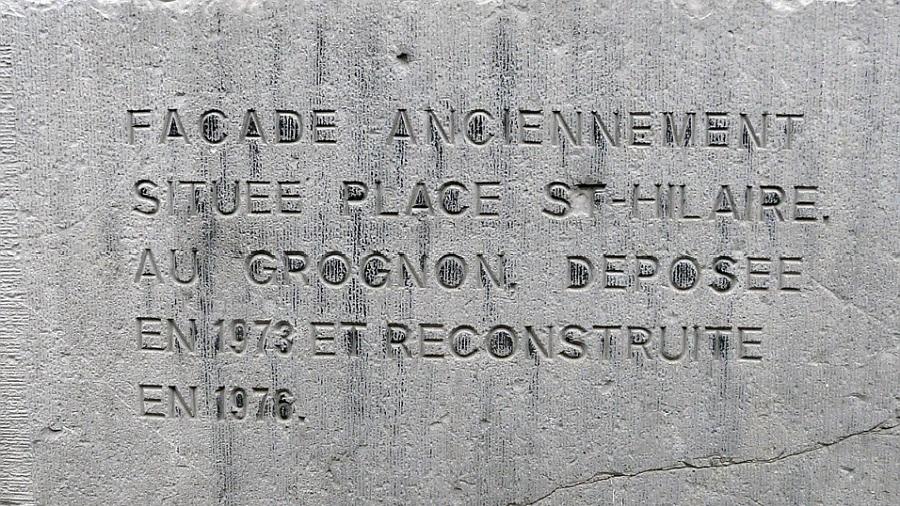 FACADE ANCIENNEMENT
SITUEE PLACE ST-HILAIRE.
AU GROGNON. DEPOSEE
EN 1973 ET RECONSTRUITE
EN 1976.